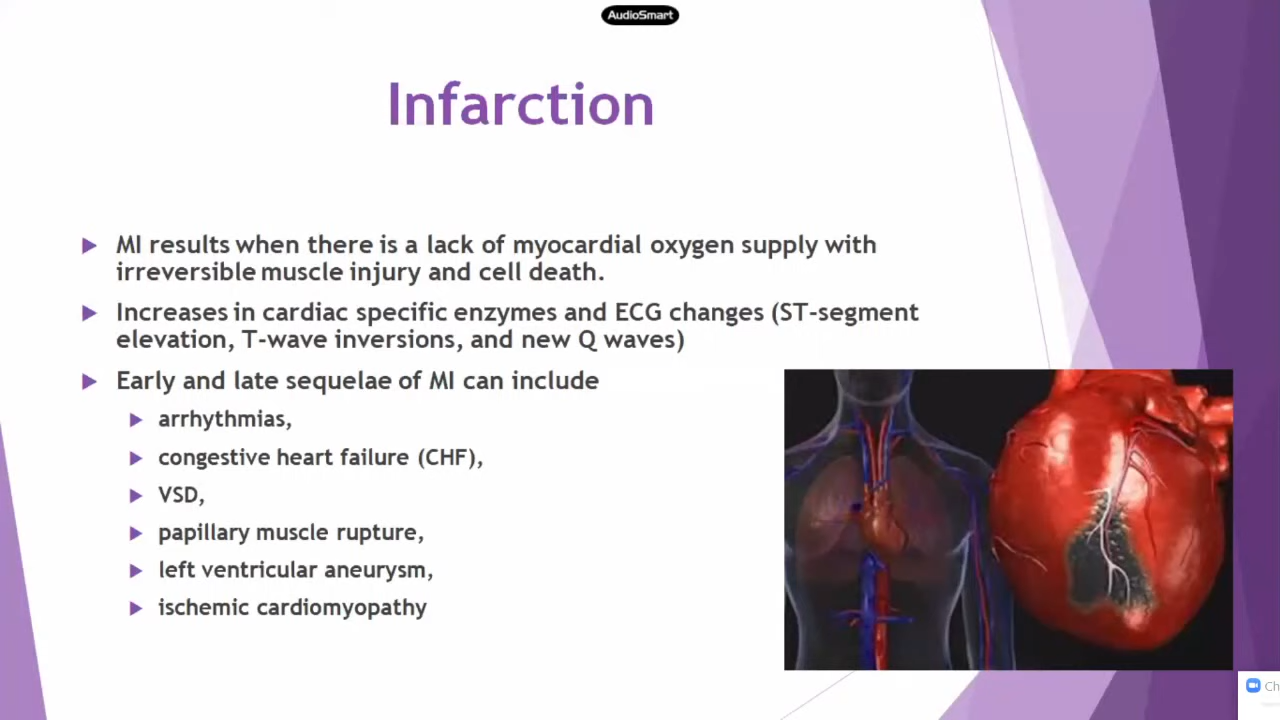 AudioSmart
Infarction
MI results when there is a lack of myocardial oxygen supply with
irreversible muscle injury and cell death.
Increases in cardiac specific enzymes and ECG changes (ST-segment
elevation, T-wave inversions, and new Q waves)
Early and late sequelae of MI can include
arrhythmias,
congestive heart failure (CHF),
VSD,
papillary muscle rupture,
left ventricular aneurysm,
ischemic cardiomyopathy
Ch